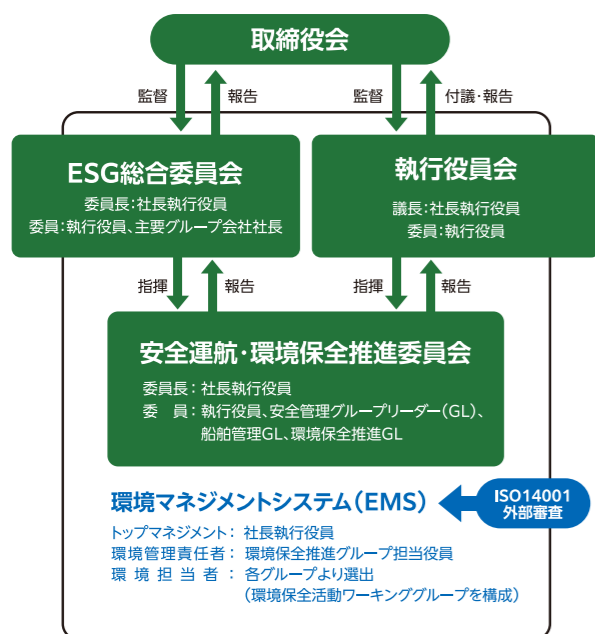 取締役会
監督
報告
監督
付議・報告
ESG総合委員会
委員長：社長執行役員
委員：執行役員、主要グループ会社社長
執行役員会
議長：社長執行役員
委員：執行役員
指揮
報告
指揮
報告
安全運航・環境保全推進委員会
委員長：社長執行役員
委　員：執行役員、安全管理グループリーダー（GL）、
船舶管理GL、環境保全推進GL
環境マネジメントシステム（EMS）
ISO14001
外部審査
トップマネジメント： 社長執行役員
環境管理責任者： 環境保全推進グループ担当役員
環境担当者： 各グループより選出
（環境保全活動ワーキンググループを構成）